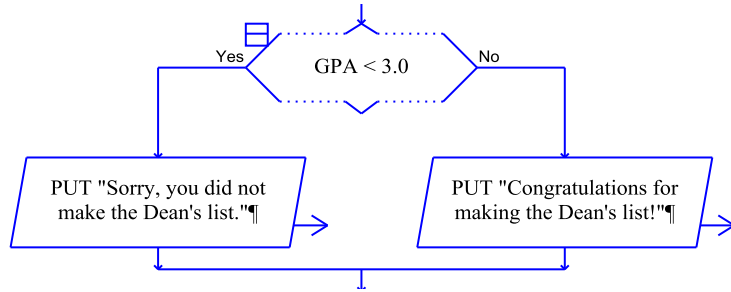 Yes
GPA < 3.0
No
PUT "Sorry, you did not
make the Dean's list."¶
PUT "Congratulations for
making the Dean's list!"¶